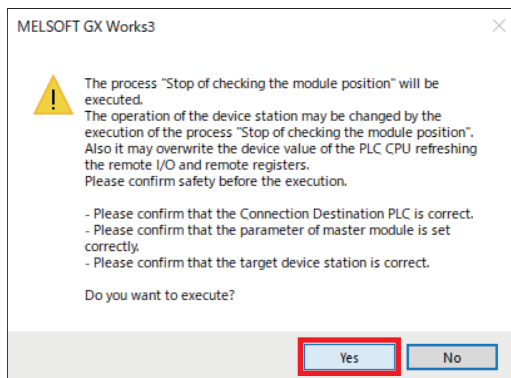 MELSOFT GX Works3
The process "Stop of checking the module position" will be
executed.
The operation of the device station may be changed by the
execution of the process "Stop of checking the module position".
Also it may overwrite the device value of the PLC CPU refreshing
the remote I/O and remote registers.
Please confirm safety before the execution.
- Please confirm that the Connection Destination PLC is correct.
- Please confirm that the parameter of master module is set
correctly.
- Please confirm that the target device station is correct.
Do you want to execute?
Yes
No